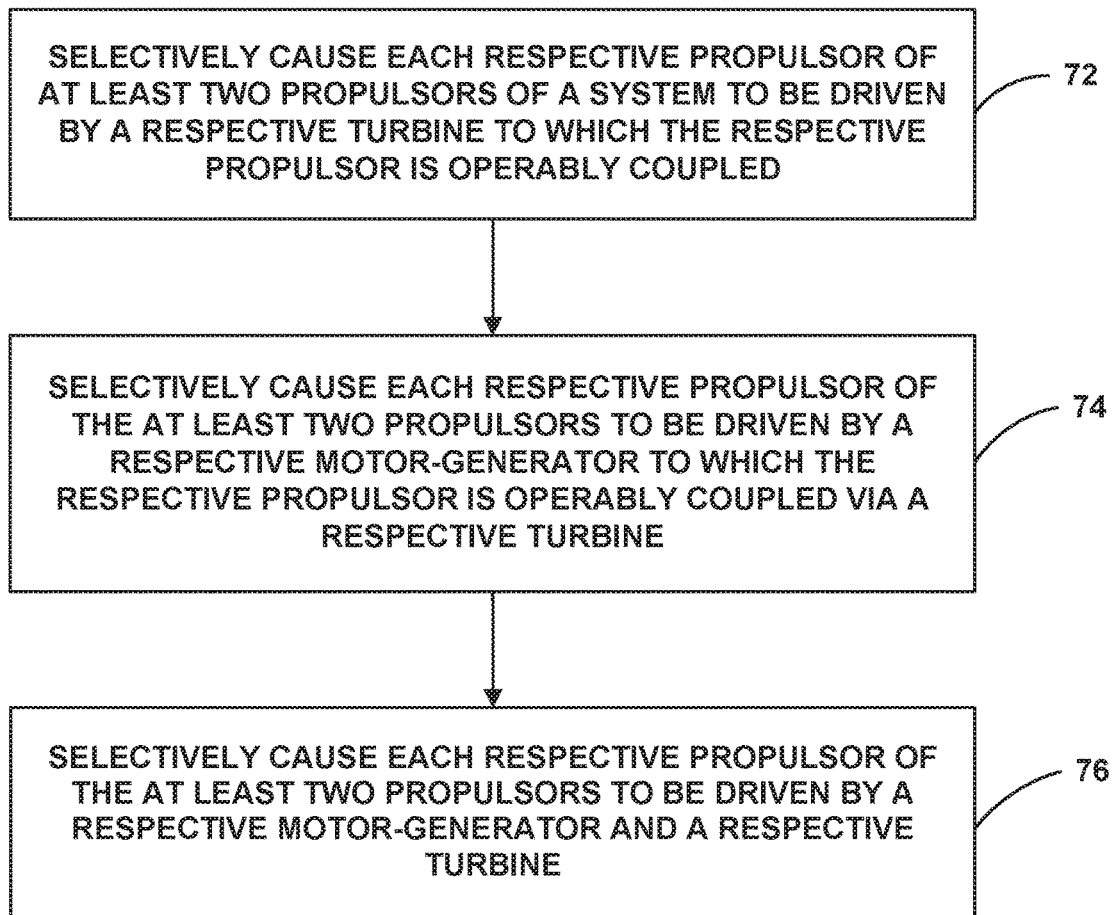 SELECTIVELY CAUSE EACH RESPECTIVE PROPULSOR OF
AT LEAST TWO PROPULSORS OF A SYSTEM TO BE DRIVEN
BY A RESPECTIVE TURBINE TO WHICH THE RESPECTIVE
PROPULSOR IS OPERABLY COUPLED
72
SELECTIVELY CAUSE EACH RESPECTIVE PROPULSOR OF
THE AT LEAST TWO PROPULSORS TO BE DRIVEN BY A
RESPECTIVE MOTOR-GENERATOR TO WHICH THE
RESPECTIVE PROPULSOR IS OPERABLY COUPLED VIA A
RESPECTIVE TURBINE
74
SELECTIVELY CAUSE EACH RESPECTIVE PROPULSOR OF
THE AT LEAST TWO PROPULSORS TO BE DRIVEN BY A
RESPECTIVE MOTOR-GENERATOR AND A RESPECTIVE
TURBINE
76